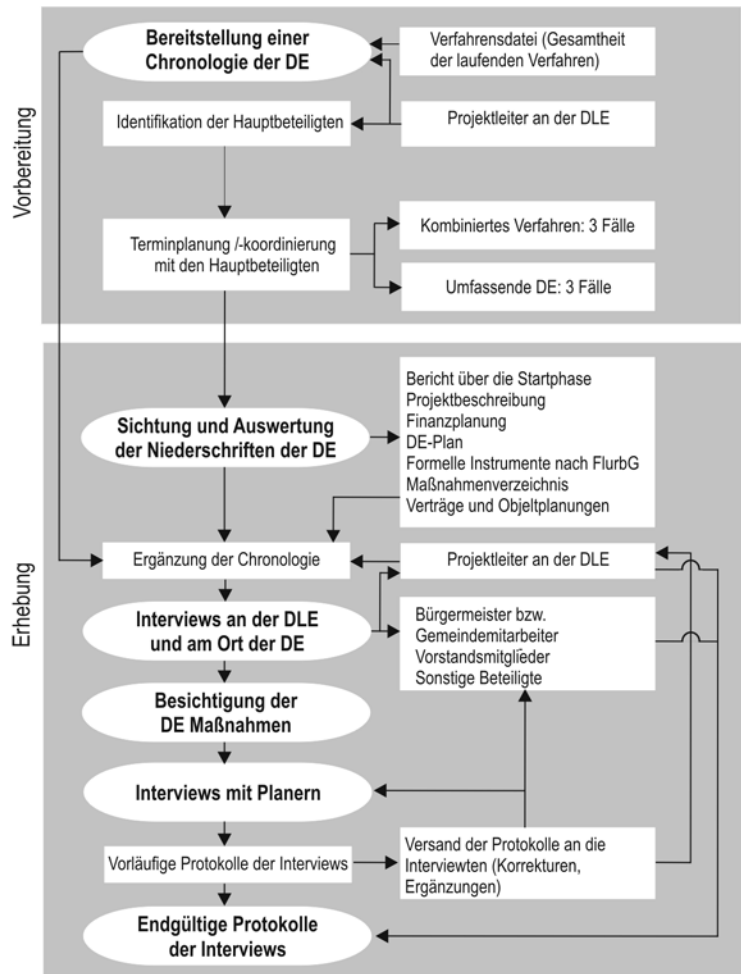 Vorbereitung
Bereitstellung einer
Chronologie der DE
Verfahrensdatei (Gesamtheit
der laufenden Verfahren)
Identifikation der Hauptbeteiligten
Projektleiter an der DLE
Terminplanung /-koordinierung
mit den Hauptbeteiligten
Kombiniertes Verfahren: 3 Fälle
Umfassende DE: 3 Fälle
Erhebung
Sichtung und Auswertung
der Niederschriften der DE
Bericht über die Startphase
Projektbeschreibung
Finanzplanung
DE-Plan
Formelle Instrumente nach FlurbG
Maßnahmenverzeichnis
Verträge und Objeltplanungen
Ergänzung der Chronologie
Projektleiter an der DLE
Interviews an der DLE
und am Ort der DE
Bürgermeister bzw.
Gemeindemitarbeiter
Vorstandsmitglieder
Sonstige Beteiligte
Besichtigung der
DE Maßnahmen
Interviews mit Planern
Vorläufige Protokolle der Interviews
Versand der Protokolle an die
Interviewten (Korrekturen,
Ergänzungen)
Endgültige Protokolle
der Interviews